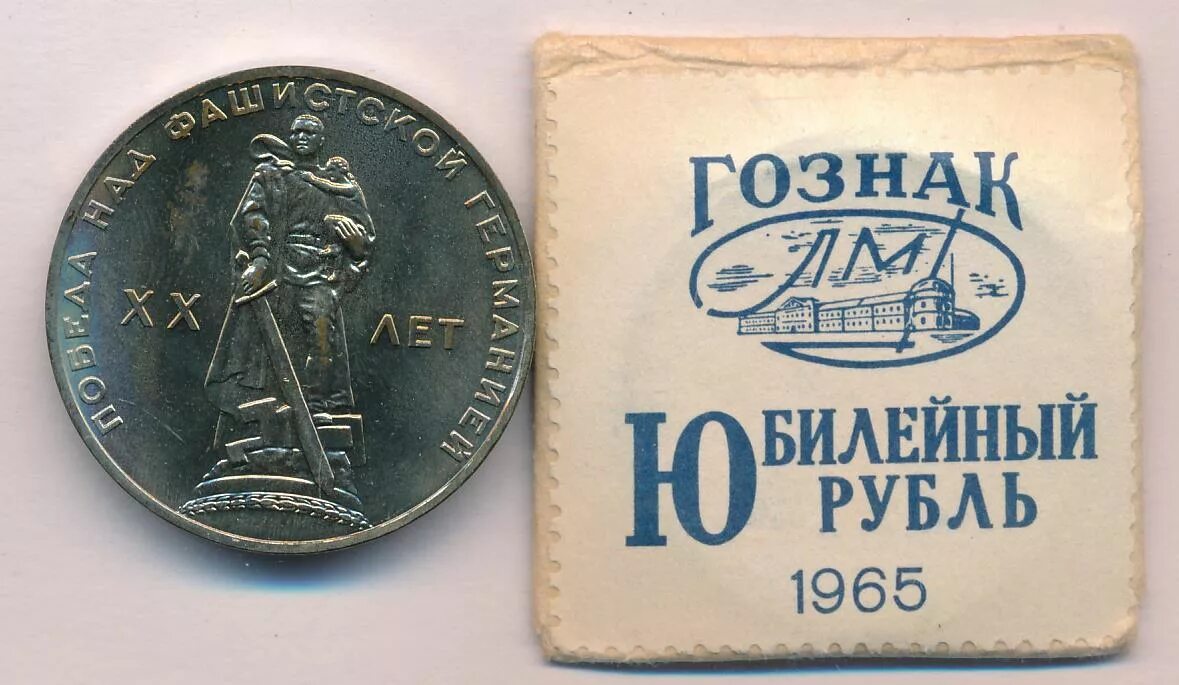 ПОБЕДА НАД ФАШИСТСКОЙ ГЕРМАНИЕЙ
XX ЛЕТ
ГОЗНАК
ЛМ
ЮБИЛЕЙНЫЙ
РУБЛЬ
1965